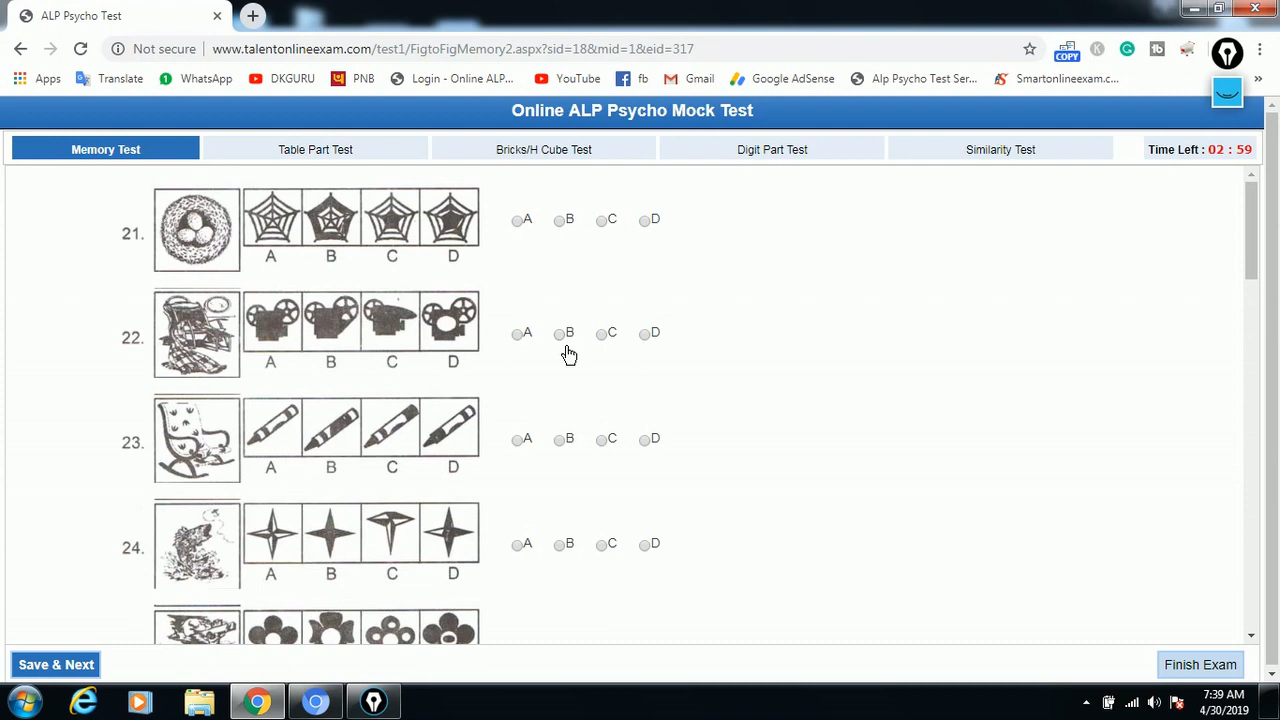 ALP Psycho Test
Not secure www.talentonlineexam.com/test1/FigtoFigMemory2.aspx?sid=18&mid=1&eid=317
COPY
Apps Translate WhatsApp DKGURU PNB Login - Online ALP... YouTube fb Gmail Google AdSense Alp Psycho Test Ser... Smartonlineexam.c... »
Online ALP Psycho Mock Test
Memory Test Table Part Test Bricks/H Cube Test Digit Part Test Similarity Test Time Left : 02 : 59
21. A B C D
A B C D
22. A B C D
A B C D
23. A B C D
A B C D
24. A B C D
A B C D
Save & Next Finish Exam
7:39 AM
4/30/2019